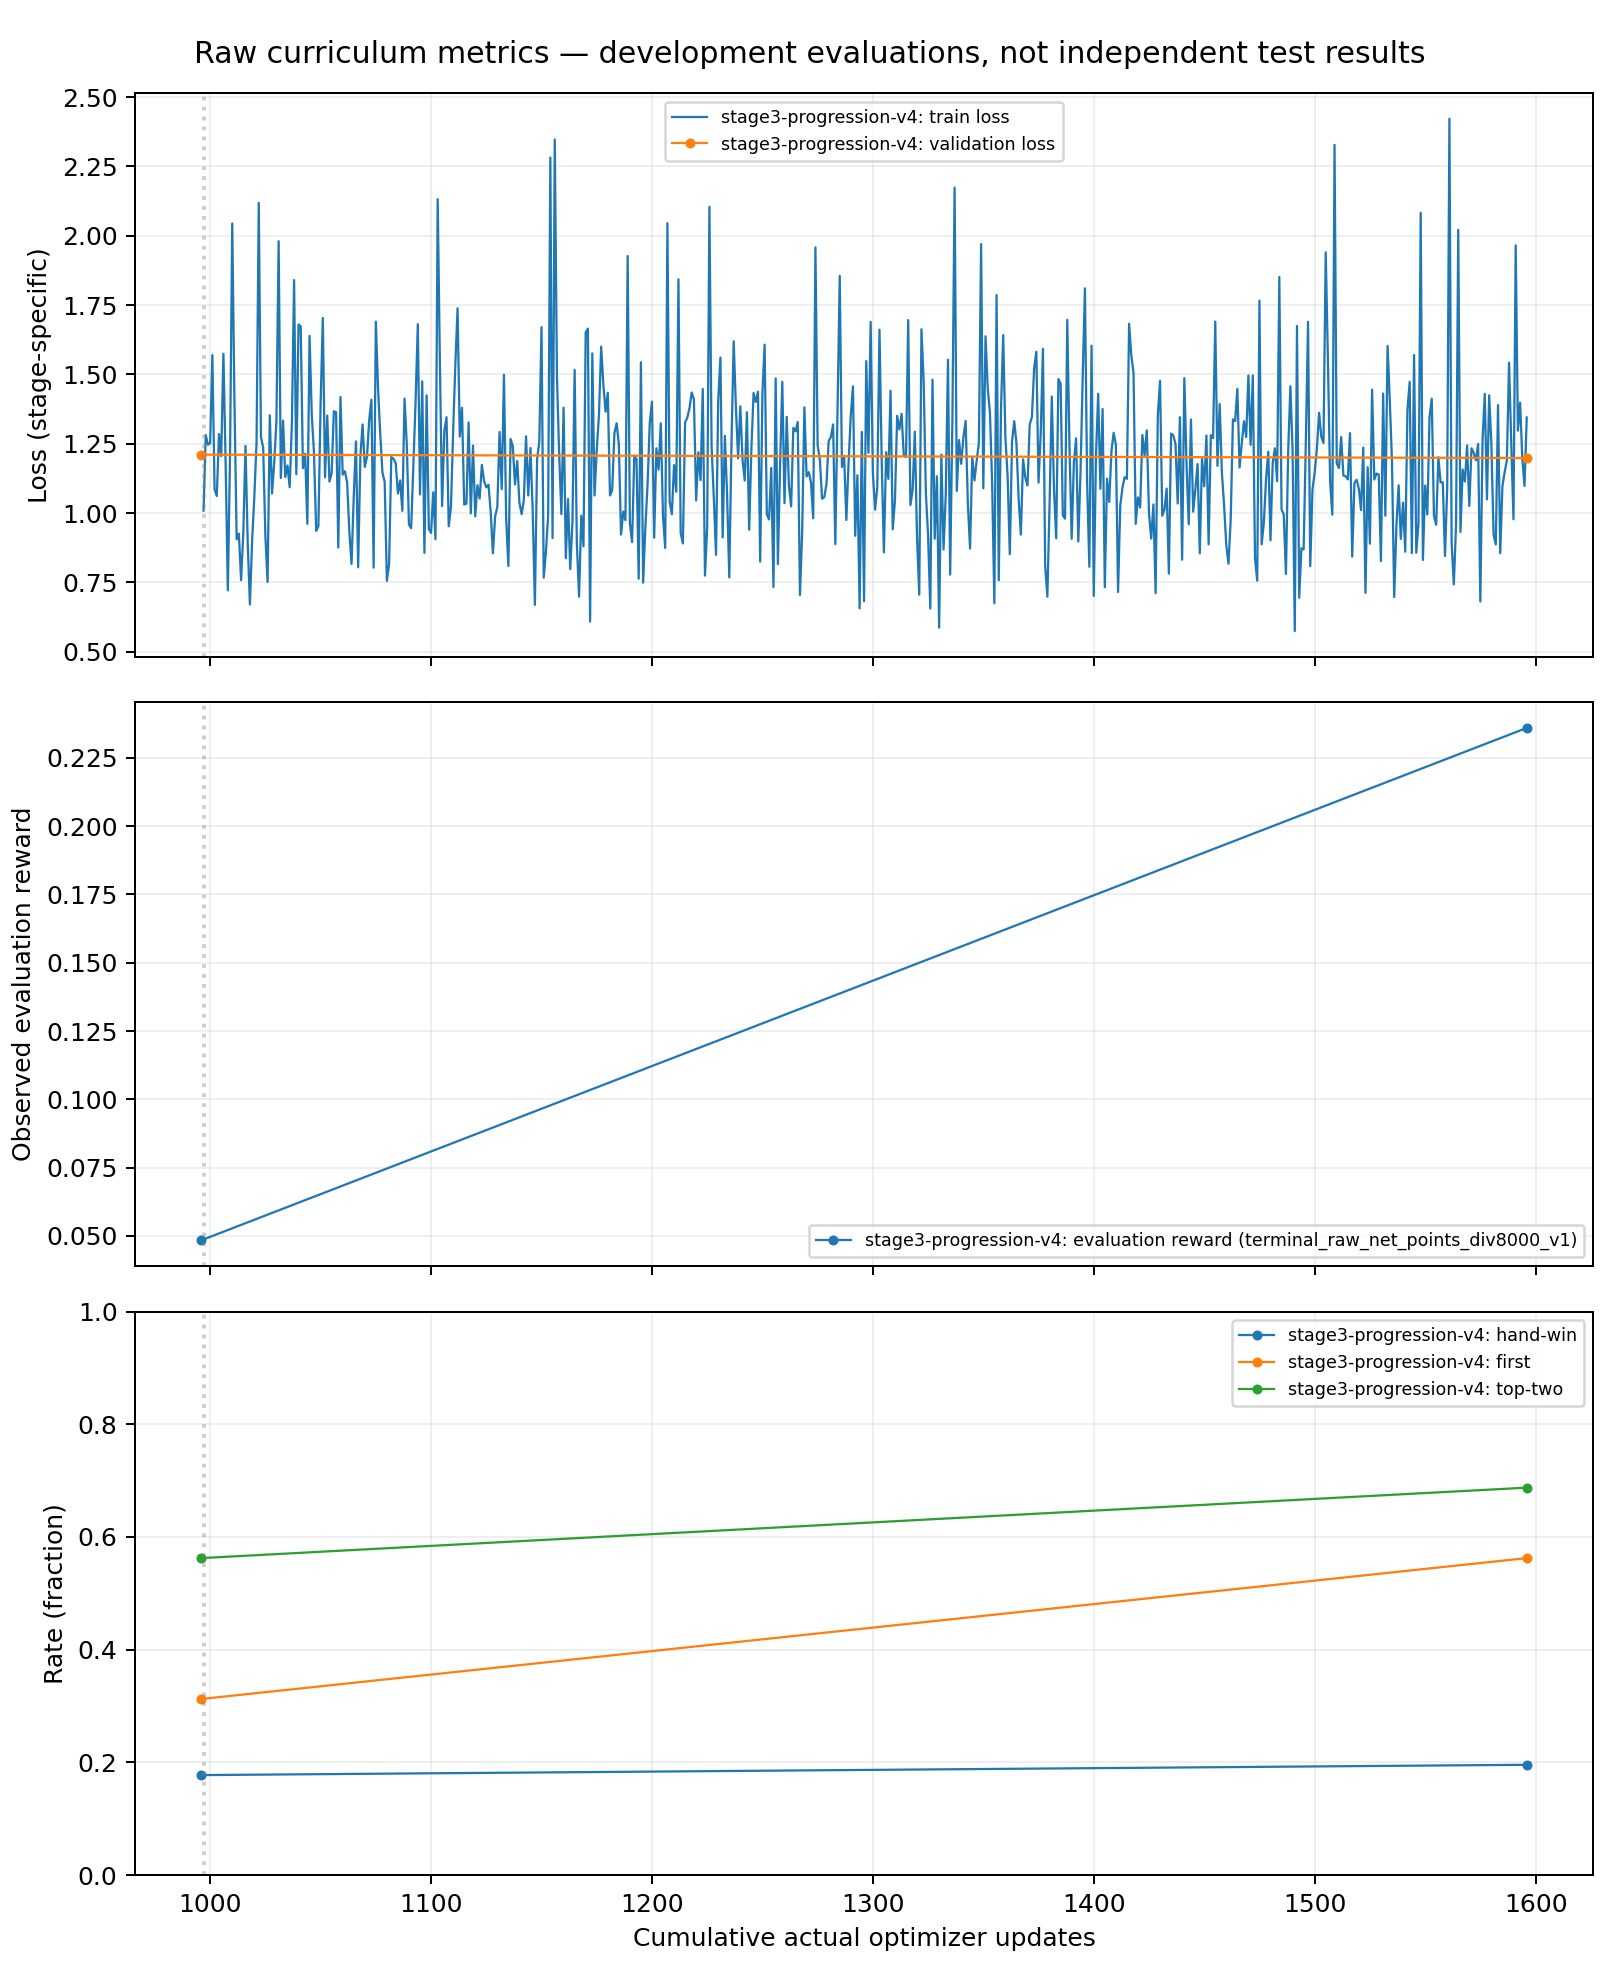 Raw curriculum metrics — development evaluations, not independent test results
2.50
2.25
2.00
1.75
1.50
1.25
1.00
0.75
0.50
Loss (stage-specific)
stage3-progression-v4: train loss
stage3-progression-v4: validation loss
0.225
0.200
0.175
0.150
0.125
0.100
0.075
0.050
Observed evaluation reward
stage3-progression-v4: evaluation reward (terminal_raw_net_points_div8000_v1)
1.0
0.8
0.6
0.4
0.2
0.0
Rate (fraction)
stage3-progression-v4: hand-win
stage3-progression-v4: first
stage3-progression-v4: top-two
1000 1100 1200 1300 1400 1500 1600
Cumulative actual optimizer updates